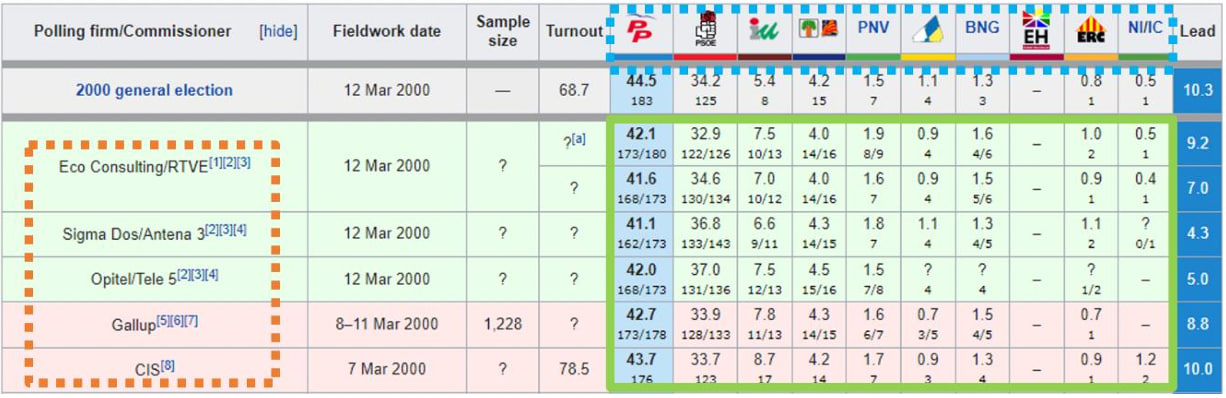 Polling firm/Commissioner [hide] Fieldwork date Sample size Turnout PP PSOE iu PNV BNG EH ERC NI/IC Lead
2000 general election 12 Mar 2000 — 68.7 44.5 34.2 5.4 4.2 1.5 1.1 1.3 – 0.8 0.5 10.3
183 125 8 15 7 4 3 1 1
Eco Consulting/RTVE[1][2][3] 12 Mar 2000 ? ?[a] 42.1 32.9 7.5 4.0 1.9 0.9 1.6 – 1.0 0.5 9.2
173/180 122/126 10/13 14/16 8/9 4 4/6 2 1
? 41.6 34.6 7.0 4.0 1.6 0.9 1.5 – 0.9 0.4 7.0
168/173 130/134 10/12 14/16 7 4 5/6 1 1
Sigma Dos/Antena 3[2][3][4] 12 Mar 2000 ? ? 41.1 36.8 6.6 4.3 1.8 1.1 1.3 – 1.1 ? 4.3
162/173 133/143 9/11 14/15 7 4 4/5 2 0/1
Opitel/Tele 5[2][3][4] 12 Mar 2000 ? ? 42.0 37.0 7.5 4.5 1.5 ? ? – ? – 5.0
168/173 131/136 12/13 15/16 7/8 4 4 1/2
Gallup[5][6][7] 8–11 Mar 2000 1,228 ? 42.7 33.9 7.8 4.3 1.6 0.7 1.5 – 0.7 – 8.8
173/178 128/133 11/13 14/15 6/7 3/5 4/5 1
CIS[8] 7 Mar 2000 ? 78.5 43.7 33.7 8.7 4.2 1.7 0.9 1.3 – 0.9 1.2 10.0
176 123 17 14 7 3 4 1 2